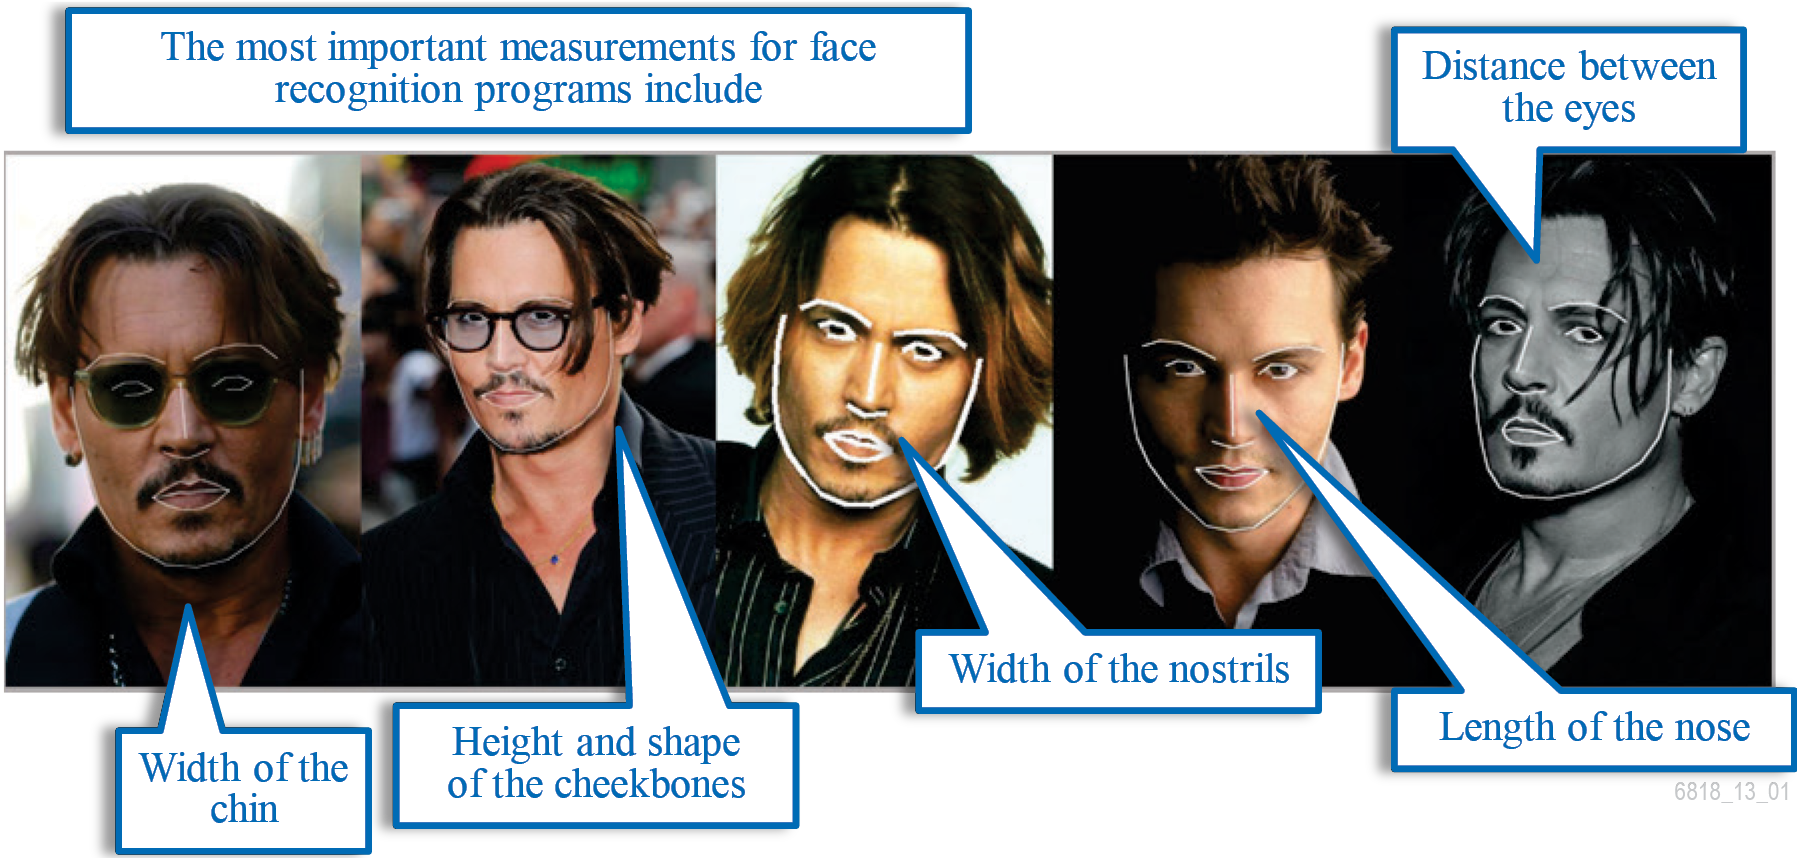 The most important measurements for face
recognition programs include
Distance between
the eyes
Width of the nostrils
Length of the nose
Height and shape
of the cheekbones
Width of the
chin
6818_13_01